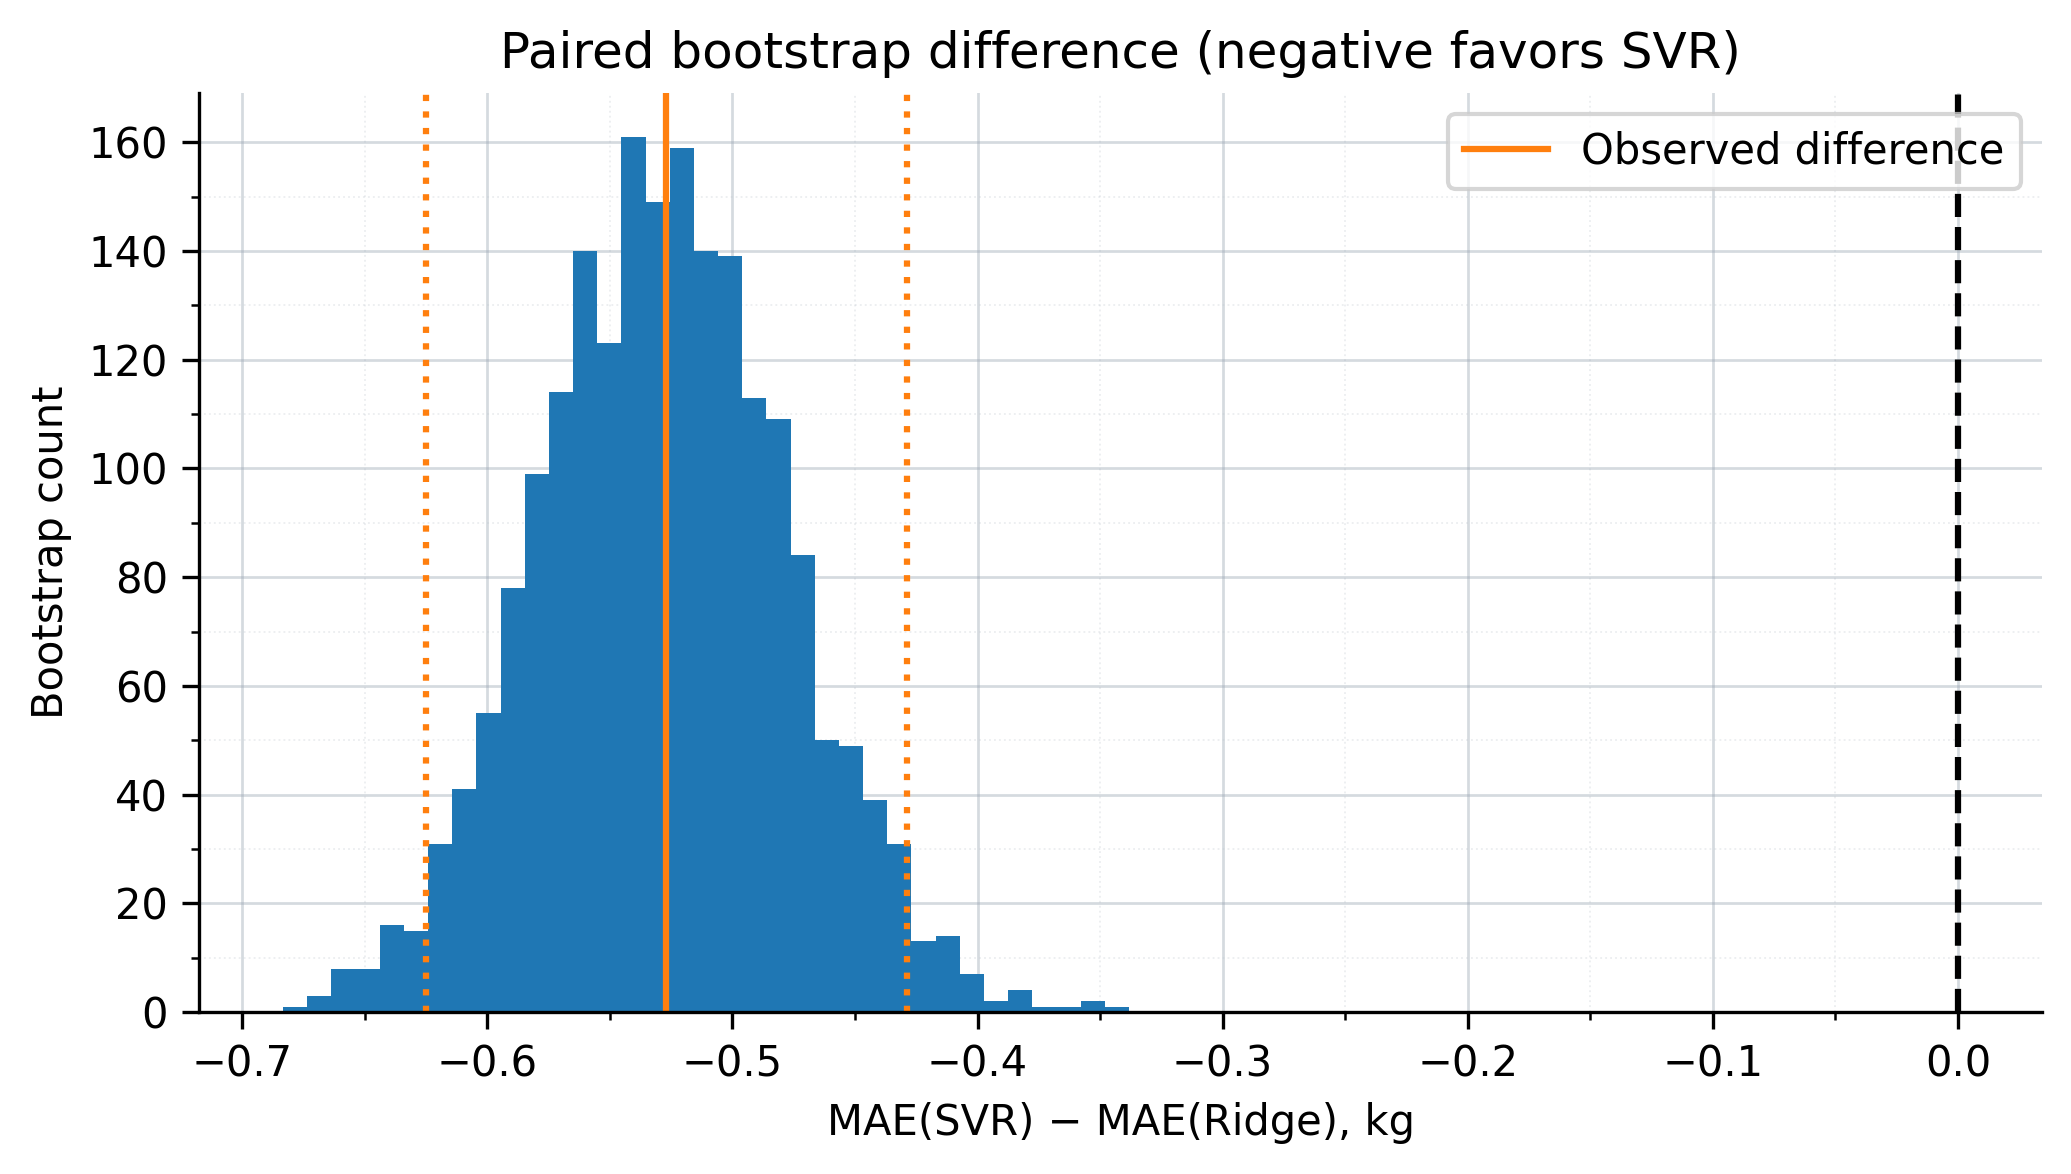 Paired bootstrap difference (negative favors SVR)
Observed difference
Bootstrap count
160
140
120
100
80
60
40
20
0
−0.7 −0.6 −0.5 −0.4 −0.3 −0.2 −0.1 0.0
MAE(SVR) − MAE(Ridge), kg